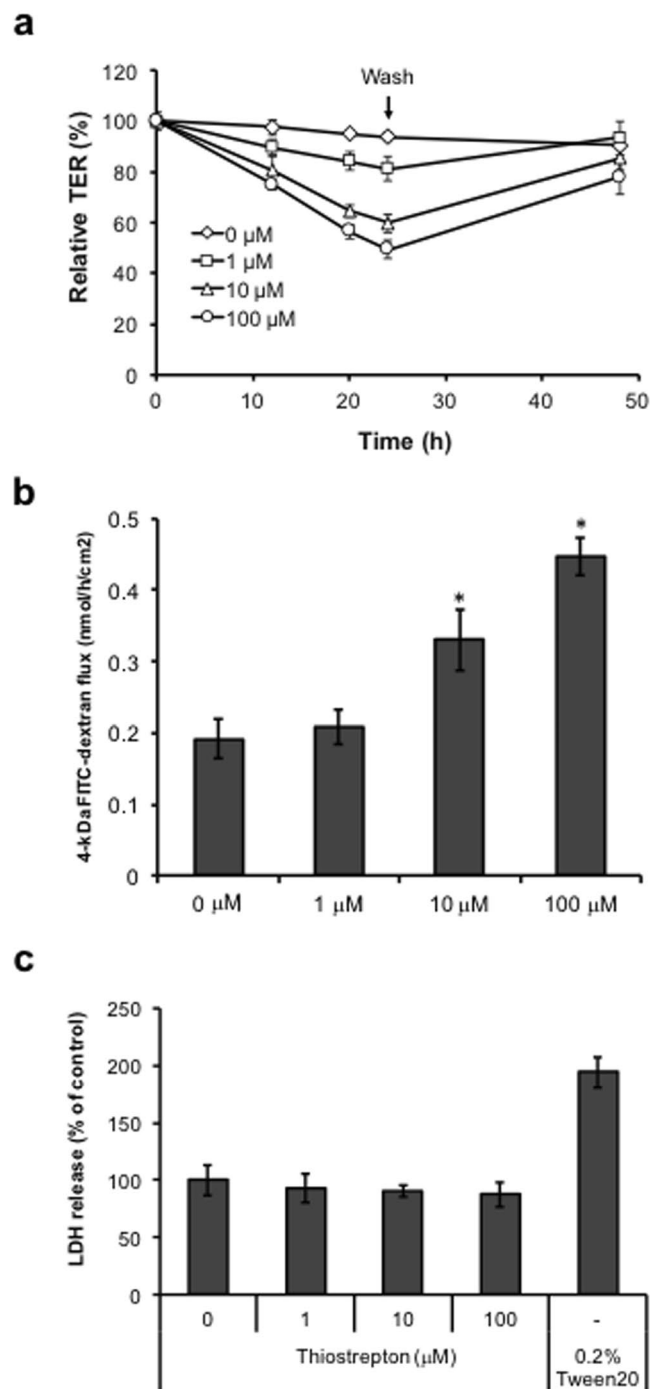 a
120
100
80
60
40
20
0
Relative TER (%)
Wash
0 μM
1 μM
10 μM
100 μM
0 10 20 30 40 50
Time (h)
b
0.5
0.4
0.3
0.2
0.1
0
4-kDaFITC-dextran flux (nmol/h/cm2)
*
*
0 μM 1 μM 10 μM 100 μM
c
250
200
150
100
50
0
LDH release (% of control)
0 1 10 100 -
Thiostrepton (μM) 0.2%
Tween20